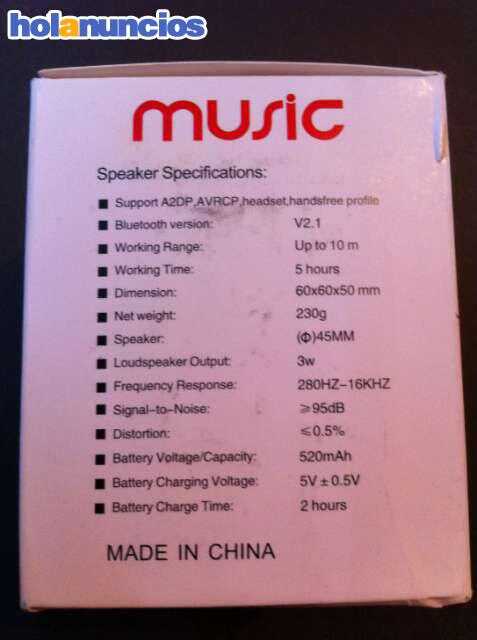 holanuncios
music
Speaker Specifications:
■ Support A2DP,AVRCP,headset,handsfree profile
■ Bluetooth version: V2.1
■ Working Range: Up to 10 m
■ Working Time: 5 hours
■ Dimension: 60x60x50 mm
■ Net weight: 230g
■ Speaker: (Φ)45MM
■ Loudspeaker Output: 3w
■ Frequency Response: 280HZ-16KHZ
■ Signal-to-Noise: ≥95dB
■ Distortion: ≤0.5%
■ Battery Voltage/Capacity: 520mAh
■ Battery Charging Voltage: 5V ± 0.5V
■ Battery Charge Time: 2 hours
MADE IN CHINA